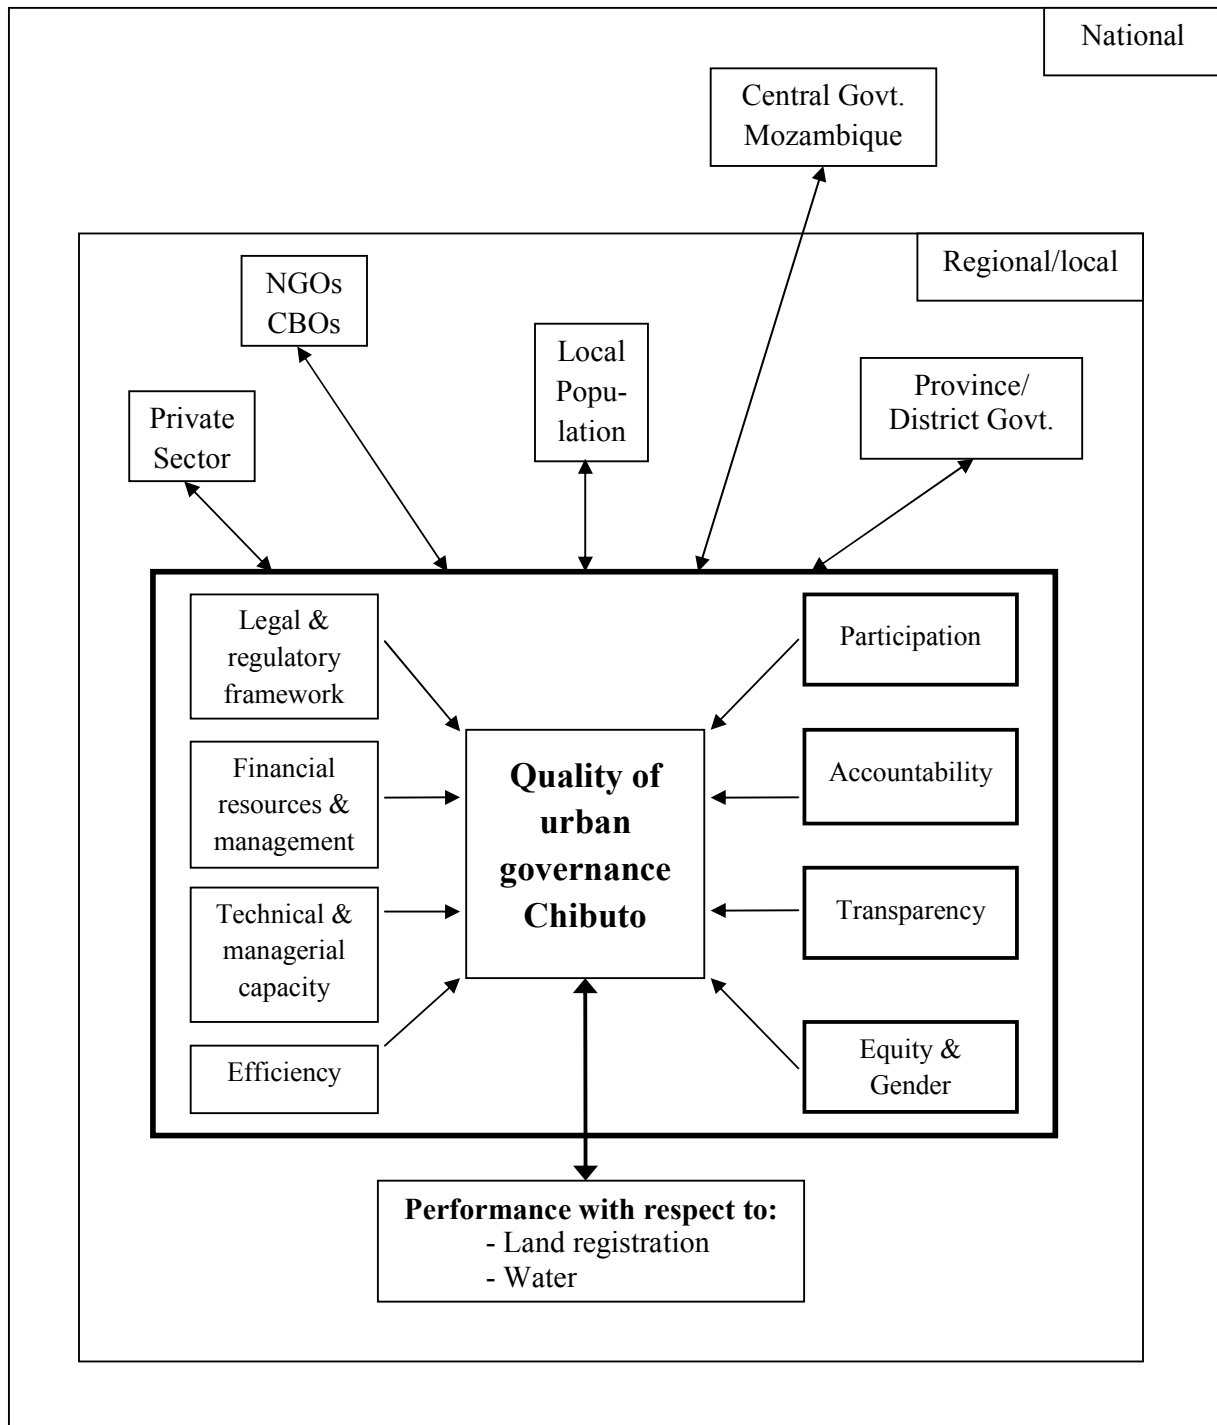 National
Central Govt.
Mozambique
Regional/local
NGOs
CBOs
Local
Popu-
lation
Province/
District Govt.
Private
Sector
Legal &
regulatory
framework
Participation
Financial
resources &
management
Quality of
urban
governance
Chibuto
Accountability
Technical &
managerial
capacity
Transparency
Efficiency
Equity &
Gender
Performance with respect to:
- Land registration
- Water